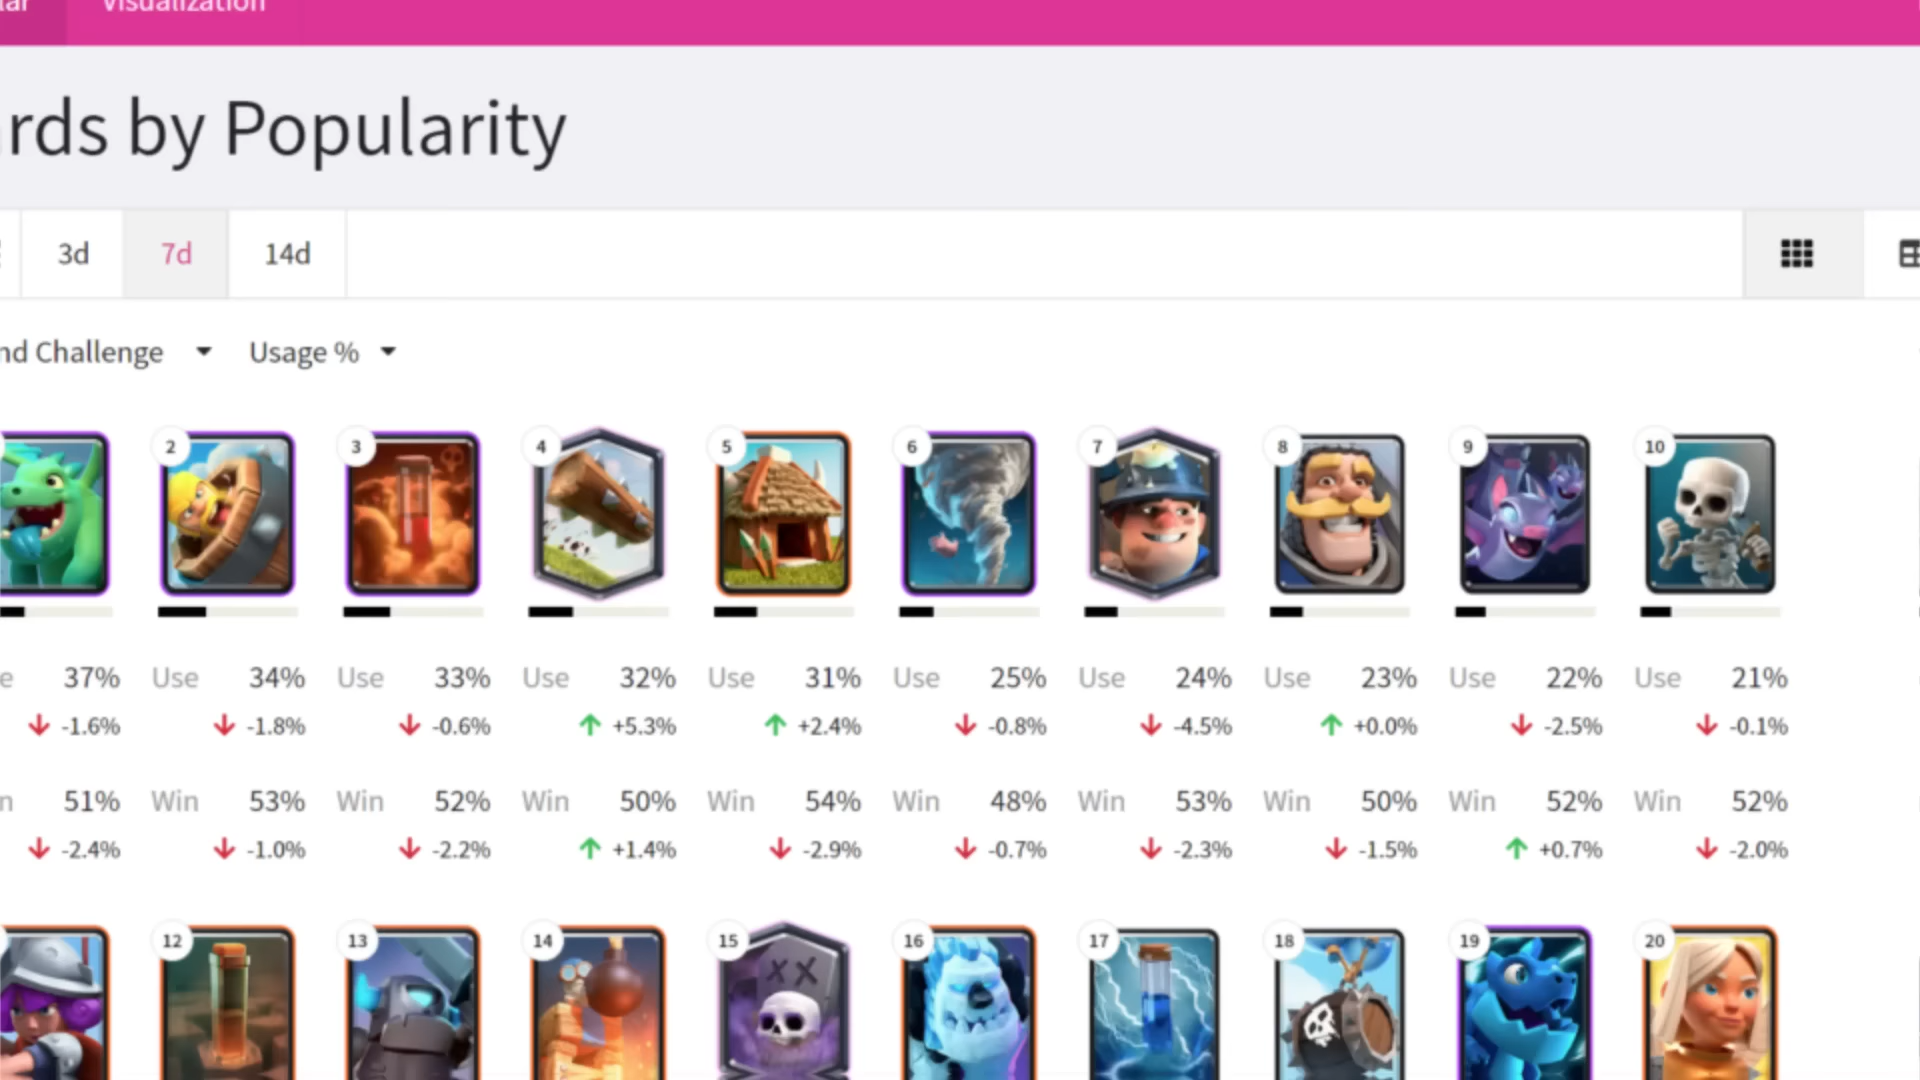 lar Visualization
rds by Popularity
3d 7d 14d
nd Challenge Usage %
2 3 4 5 6 7 8 9 10
e 37% Use 34% Use 33% Use 32% Use 31% Use 25% Use 24% Use 23% Use 22% Use 21%
-1.6% -1.8% -0.6% +5.3% +2.4% -0.8% -4.5% +0.0% -2.5% -0.1%
n 51% Win 53% Win 52% Win 50% Win 54% Win 48% Win 53% Win 50% Win 52% Win 52%
-2.4% -1.0% -2.2% +1.4% -2.9% -0.7% -2.3% -1.5% +0.7% -2.0%
12 13 14 15 16 17 18 19 20